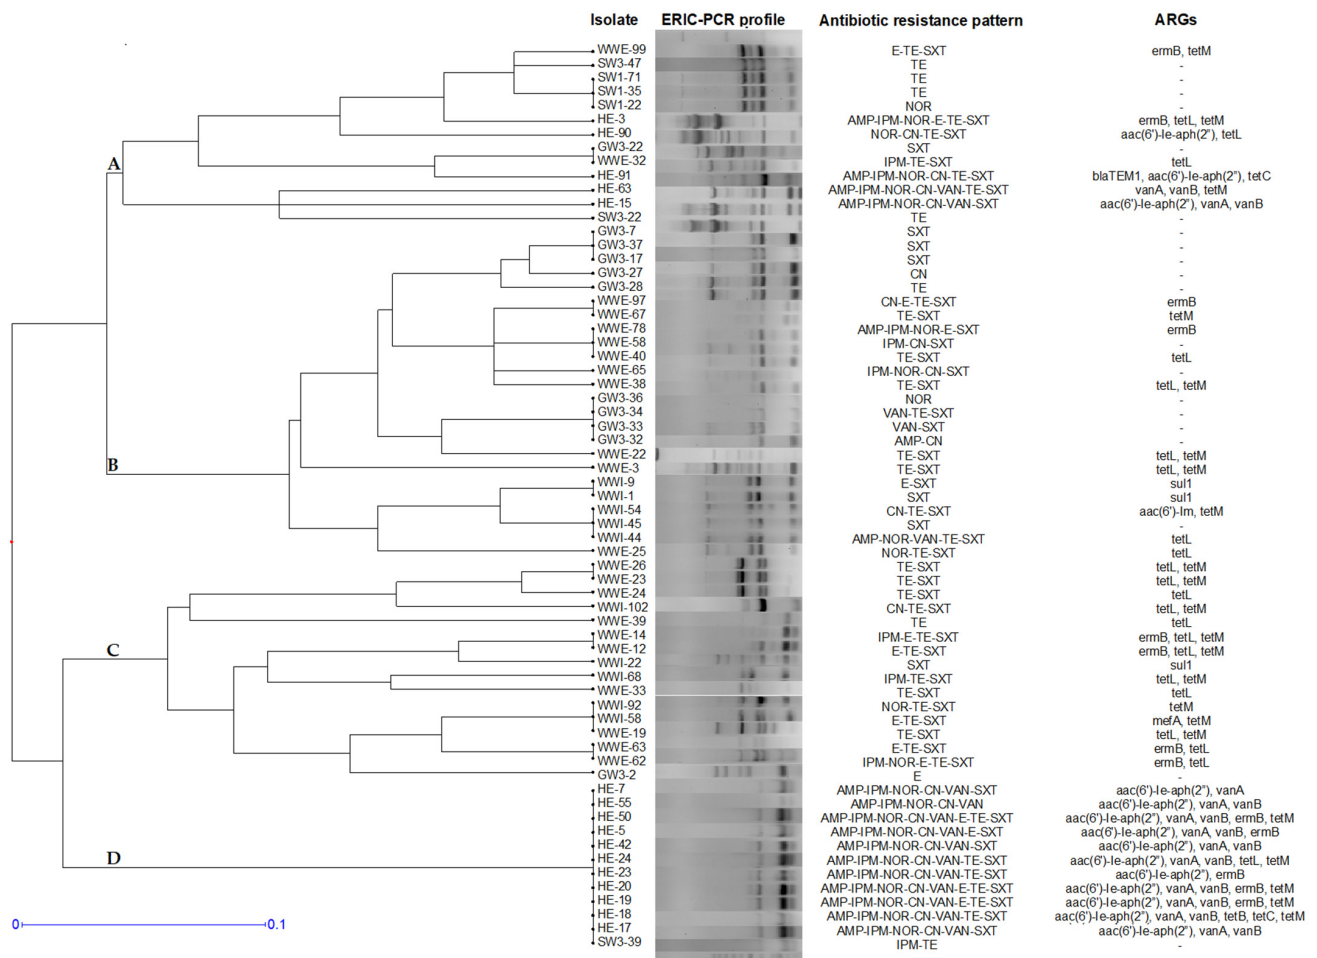 Isolate ERIC-PCR profile Antibiotic resistance pattern ARGs
WWE-99 E-TE-SXT ermB, tetM
SW3-47 TE -
SW1-71 TE -
SW1-35 TE -
SW1-22 NOR -
HE-3 AMP-IPM-NOR-E-TE-SXT ermB, tetL, tetM
HE-90 NOR-CN-TE-SXT aac(6')-Ie-aph(2"), tetL
GW3-22 SXT -
A
WWE-32 IPM-TE-SXT tetL
HE-91 AMP-IPM-NOR-CN-TE-SXT blaTEM1, aac(6')-Ie-aph(2"), tetC
HE-63 AMP-IPM-NOR-CN-VAN-TE-SXT vanA, vanB, tetM
HE-15 AMP-IPM-NOR-CN-VAN-SXT aac(6')-Ie-aph(2"), vanA, vanB
SW3-22 TE -
GW3-7 SXT -
GW3-37 SXT -
GW3-17 SXT -
GW3-27 CN -
GW3-28 TE -
WWE-97 CN-E-TE-SXT ermB
WWE-67 TE-SXT tetM
WWE-78 AMP-IPM-NOR-E-SXT ermB
WWE-58 IPM-CN-SXT -
WWE-40 TE-SXT tetL
WWE-65 IPM-NOR-CN-SXT -
WWE-38 TE-SXT tetL, tetM
GW3-36 NOR -
GW3-34 VAN-TE-SXT -
GW3-33 VAN-SXT -
GW3-32 AMP-CN -
WWE-22 TE-SXT tetL, tetM
B
WWE-3 TE-SXT tetL, tetM
WWI-9 E-SXT sul1
WWI-1 SXT sul1
WWI-54 CN-TE-SXT aac(6')-Im, tetM
WWI-45 SXT -
WWI-44 AMP-NOR-VAN-TE-SXT tetL
WWE-25 NOR-TE-SXT tetL
WWE-26 TE-SXT tetL, tetM
WWE-23 TE-SXT tetL, tetM
WWE-24 TE-SXT tetL
WWI-102 CN-TE-SXT tetL, tetM
WWE-39 TE tetL
WWE-14 IPM-E-TE-SXT ermB, tetL, tetM
WWE-12 E-TE-SXT ermB, tetL, tetM
C
WWI-22 SXT sul1
WWI-68 IPM-TE-SXT tetL, tetM
WWE-33 TE-SXT tetL
WWI-92 NOR-TE-SXT tetM
WWI-58 E-TE-SXT mefA, tetM
WWE-19 TE-SXT tetL, tetM
WWE-63 E-TE-SXT ermB, tetL
WWE-62 IPM-NOR-E-TE-SXT ermB, tetL
GW3-2 E -
HE-7 AMP-IPM-NOR-CN-VAN-SXT aac(6')-Ie-aph(2"), vanA
HE-55 AMP-IPM-NOR-CN-VAN aac(6')-Ie-aph(2"), vanA, vanB
HE-50 AMP-IPM-NOR-CN-VAN-E-TE-SXT aac(6')-Ie-aph(2"), vanA, vanB, ermB, tetM
HE-5 AMP-IPM-NOR-CN-VAN-E-SXT aac(6')-Ie-aph(2"), vanA, vanB, ermB
HE-42 AMP-IPM-NOR-CN-VAN-SXT aac(6')-Ie-aph(2"), vanA, vanB
D
HE-24 AMP-IPM-NOR-CN-VAN-TE-SXT aac(6')-Ie-aph(2"), vanA, vanB, tetL, tetM
HE-23 AMP-IPM-NOR-CN-VAN-TE-SXT aac(6')-Ie-aph(2"), ermB
HE-20 AMP-IPM-NOR-CN-VAN-E-TE-SXT aac(6')-Ie-aph(2"), vanA, vanB, ermB, tetM
HE-19 AMP-IPM-NOR-CN-VAN-E-TE-SXT aac(6')-Ie-aph(2"), vanA, vanB, ermB, tetM
HE-18 AMP-IPM-NOR-CN-VAN-TE-SXT aac(6')-Ie-aph(2"), vanA, vanB, tetB, tetC, tetM
HE-17 AMP-IPM-NOR-CN-VAN-SXT aac(6')-Ie-aph(2"), vanA, vanB
SW3-39 IPM-TE -
0 0.1